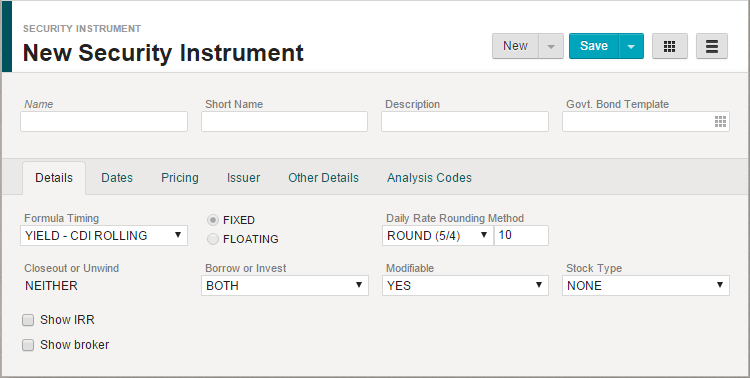 SECURITY INSTRUMENT
New Security Instrument
New
Save
Name
Short Name
Description
Govt. Bond Template
Details
Dates
Pricing
Issuer
Other Details
Analysis Codes
Formula Timing
YIELD - CDI ROLLING
FIXED
FLOATING
Daily Rate Rounding Method
ROUND (5/4)
10
Closeout or Unwind
NEITHER
Borrow or Invest
BOTH
Modifiable
YES
Stock Type
NONE
Show IRR
Show broker